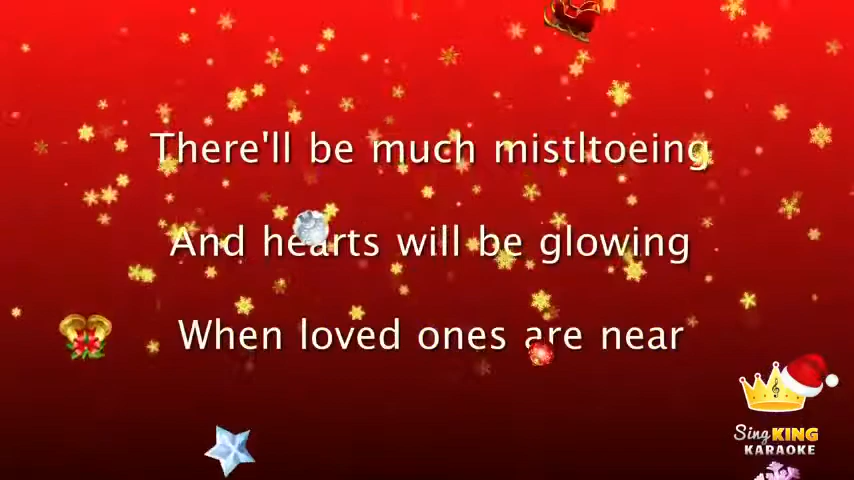 There'll be much mistltoeing
And hearts will be glowing
When loved ones are near
Sing KING
KARAOKE